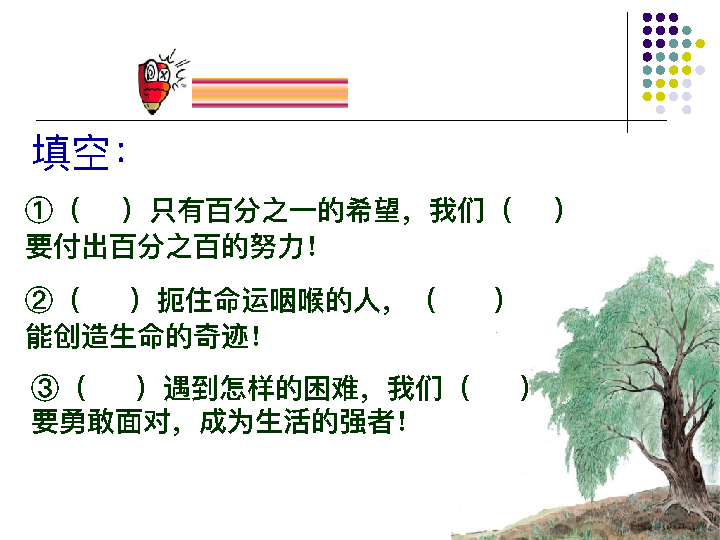 填空：
①（ ）只有百分之一的希望，我们（ ）
要付出百分之百的努力！
②（ ）扼住命运咽喉的人，（ ）
能创造生命的奇迹！
③（ ）遇到怎样的困难，我们（ ）
要勇敢面对，成为生活的强者！